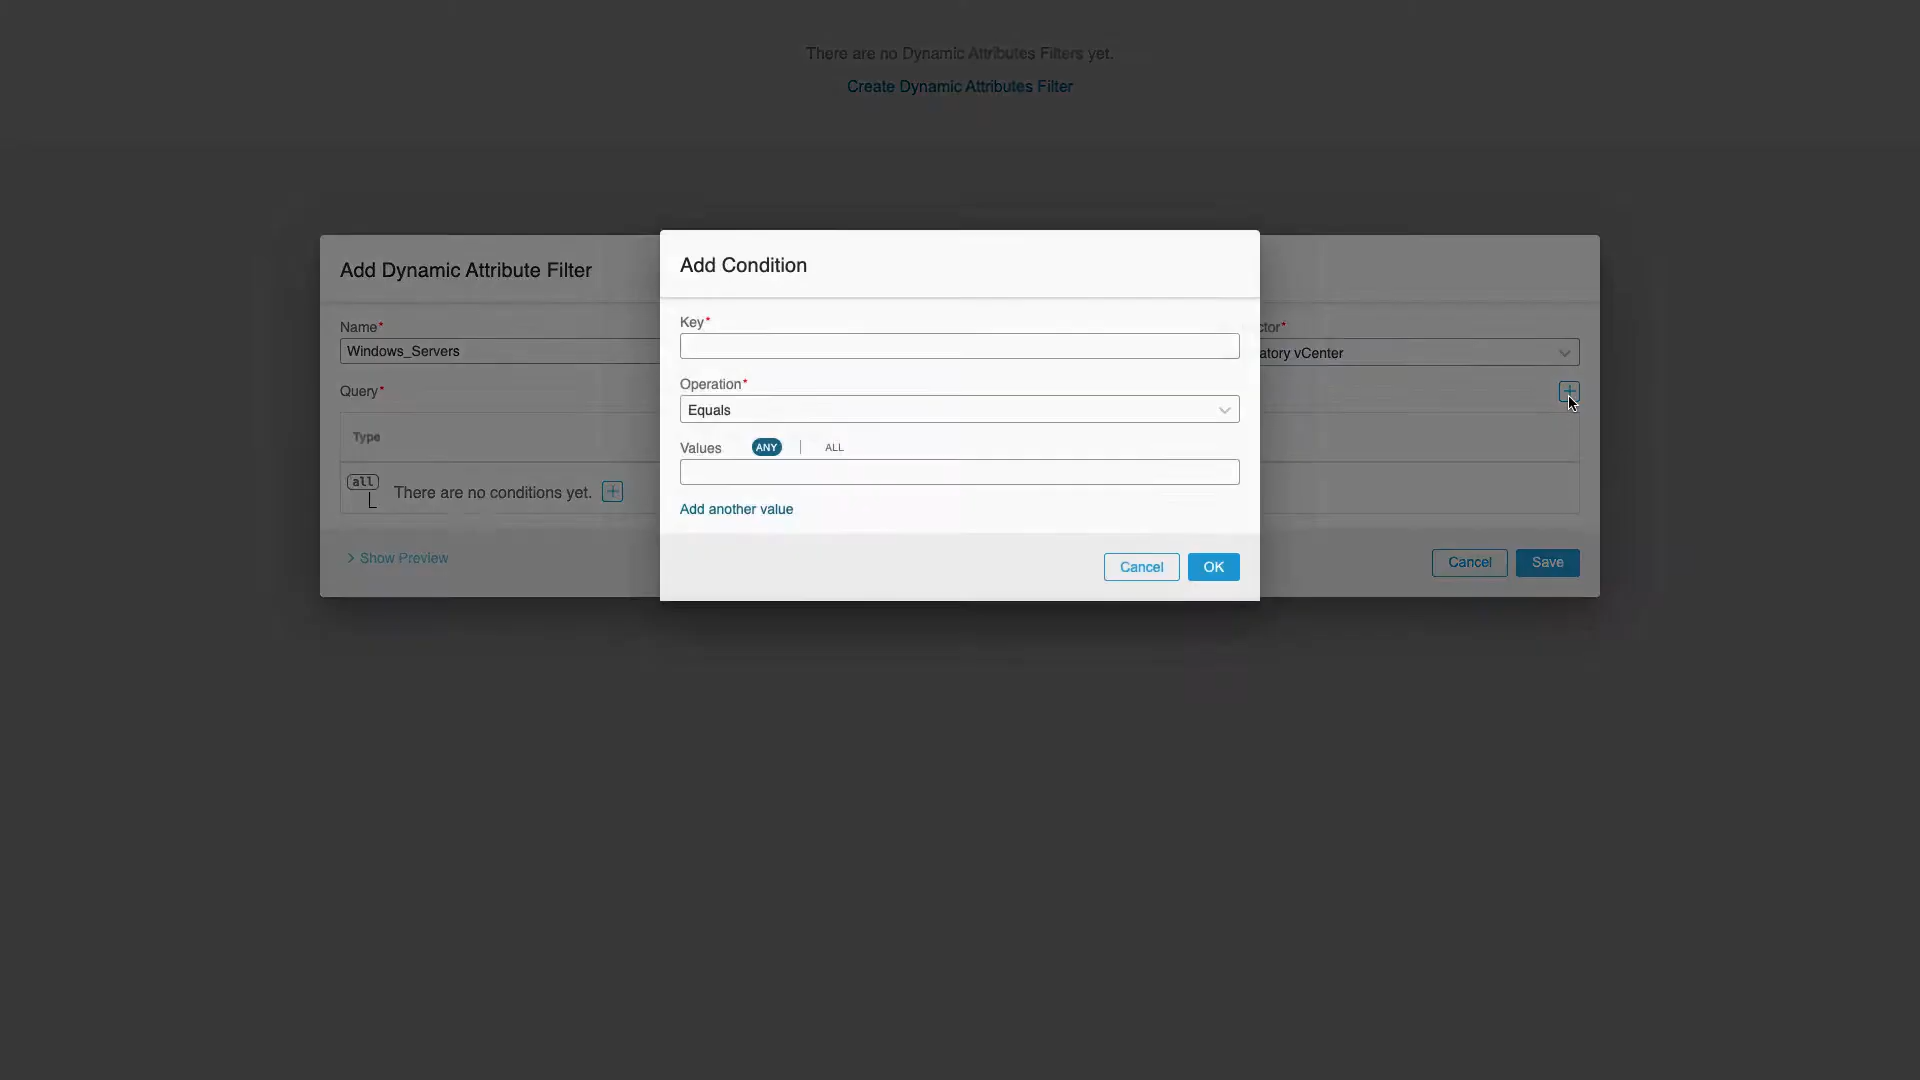 There are no Dynamic Attributes Filters yet.
Create Dynamic Attributes Filter
Add Dynamic Attribute Filter
Name*
Windows_Servers
Query*
Type
all
There are no conditions yet.
> Show Preview
Add Condition
Key*
Operation*
Equals
Values ANY | ALL
Add another value
Cancel OK
ctor*
atory vCenter
Cancel Save